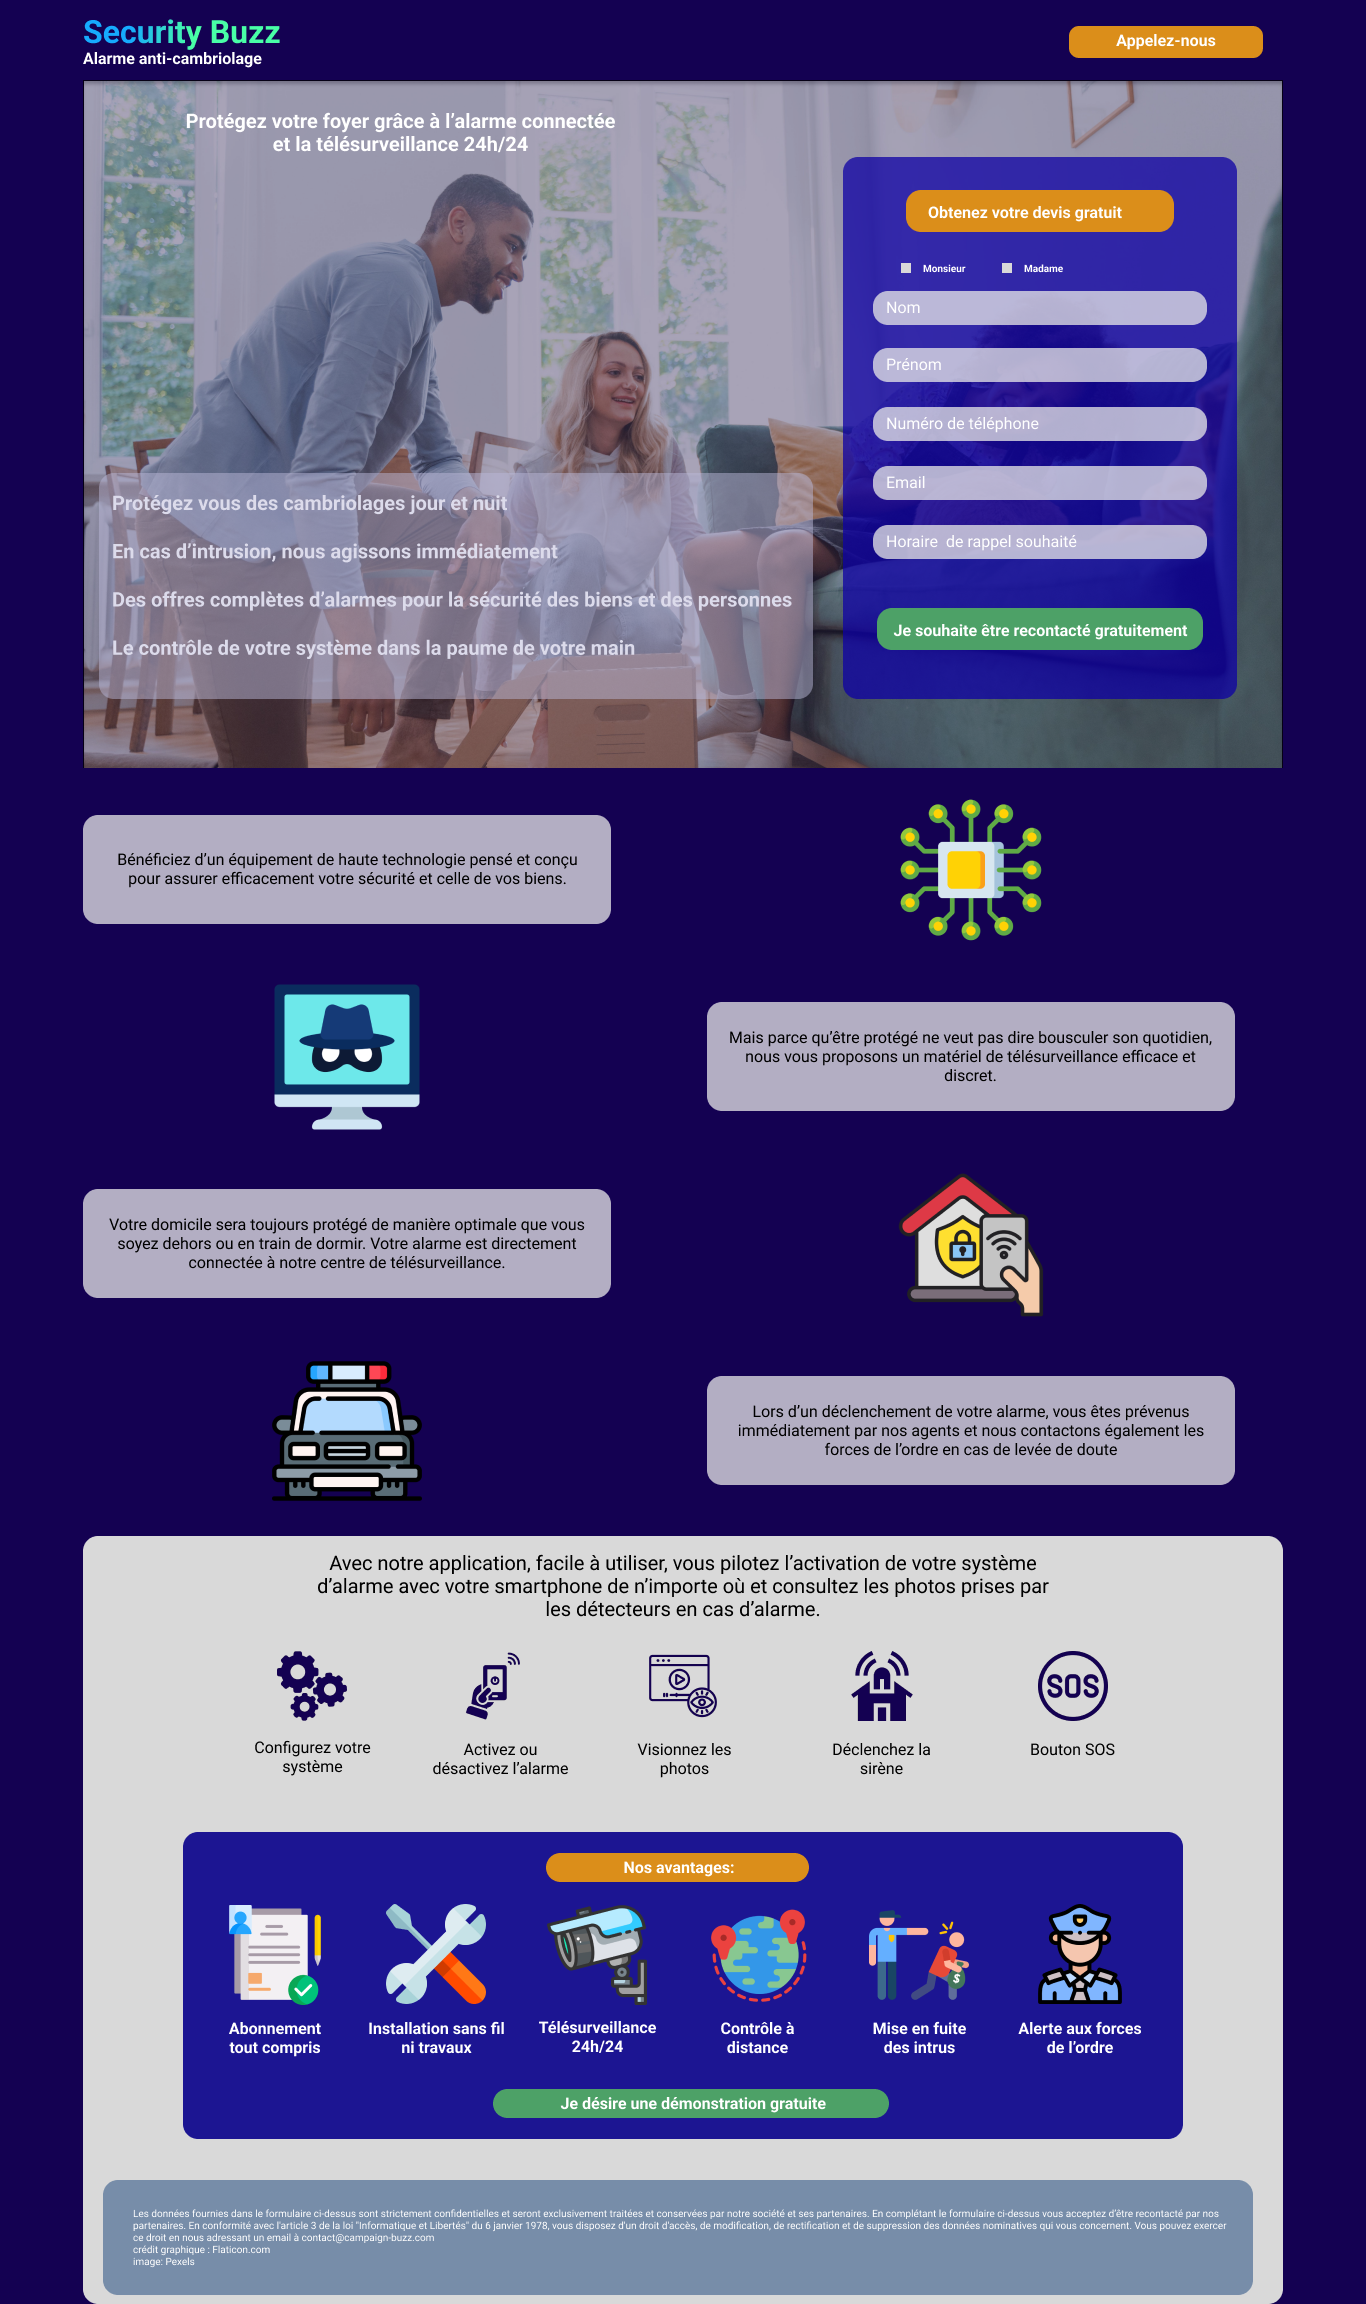 Security Buzz
Alarme anti-cambriolage
Appelez-nous
Protégez votre foyer grâce à l’alarme connectée
et la télésurveillance 24h/24
Obtenez votre devis gratuit
Monsieur
Madame
Nom
Prénom
Numéro de téléphone
Email
Horaire  de rappel souhaité
Je souhaite être recontacté gratuitement
Protégez vous des cambriolages jour et nuit
En cas d’intrusion, nous agissons immédiatement
Des offres complètes d’alarmes pour la sécurité des biens et des personnes
Le contrôle de votre système dans la paume de votre main
Bénéficiez d’un équipement de haute technologie pensé et conçu
pour assurer efficacement votre sécurité et celle de vos biens.
Mais parce qu’être protégé ne veut pas dire bousculer son quotidien,
nous vous proposons un matériel de télésurveillance efficace et
discret.
Votre domicile sera toujours protégé de manière optimale que vous
soyez dehors ou en train de dormir. Votre alarme est directement
connectée à notre centre de télésurveillance.
Lors d’un déclenchement de votre alarme, vous êtes prévenus
immédiatement par nos agents et nous contactons également les
forces de l’ordre en cas de levée de doute
Avec notre application, facile à utiliser, vous pilotez l’activation de votre système
d’alarme avec votre smartphone de n’importe où et consultez les photos prises par
les détecteurs en cas d’alarme.
SOS
Configurez votre
système
Activez ou
désactivez l’alarme
Visionnez les
photos
Déclenchez la
sirène
Bouton SOS
Nos avantages:
$
Abonnement
tout compris
Installation sans fil
ni travaux
Télésurveillance
24h/24
Contrôle à
distance
Mise en fuite
des intrus
Alerte aux forces
de l’ordre
Je désire une démonstration gratuite
Les données fournies dans le formulaire ci-dessus sont strictement confidentielles et seront exclusivement traitées et conservées par notre société et ses partenaires. En complétant le formulaire ci-dessus vous acceptez d’être recontacté par nos
partenaires. En conformité avec l’article 3 de la loi "Informatique et Libertés" du 6 janvier 1978, vous disposez d’un droit d’accès, de modification, de rectification et de suppression des données nominatives qui vous concernent. Vous pouvez exercer
ce droit en nous adressant un email à contact@campaign-buzz.com
crédit graphique : Flaticon.com
image: Pexels